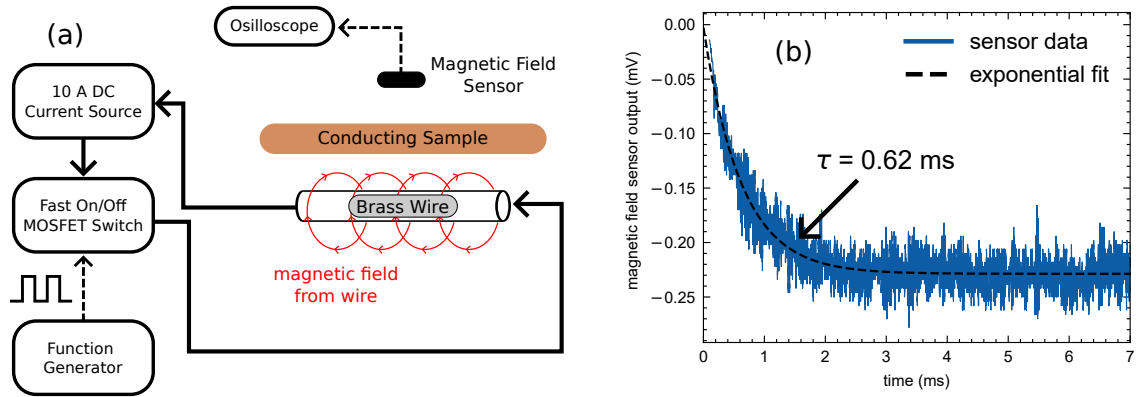 (a)
Osilloscope
Magnetic Field
Sensor
10 A DC
Current Source
Conducting Sample
Fast On/Off
MOSFET Switch
Brass Wire
magnetic field
from wire
Function
Generator
(b)
sensor data
exponential fit
τ = 0.62 ms
magnetic field sensor output (mV)
0.00
−0.05
−0.10
−0.15
−0.20
−0.25
0 1 2 3 4 5 6 7
time (ms)